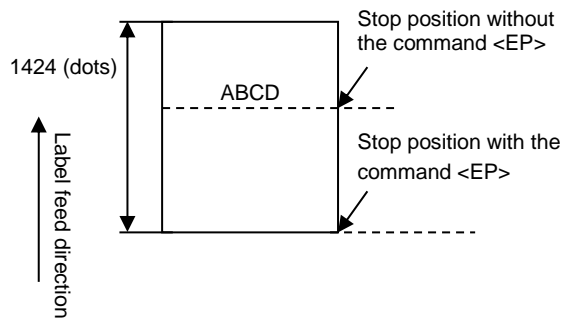 Stop position without
the command <EP>
1424 (dots)
ABCD
Label feed direction
Stop position with the
command <EP>